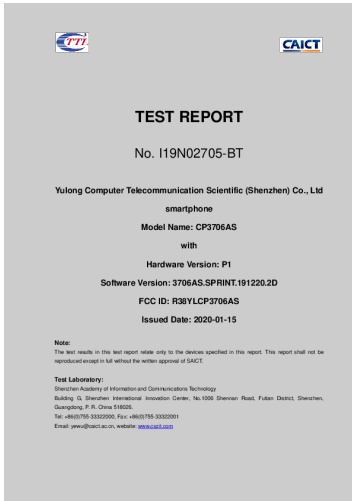 TTL
CAICT
TEST REPORT
No. I19N02705-BT
Yulong Computer Telecommunication Scientific (Shenzhen) Co., Ltd
smartphone
Model Name: CP3706AS
with
Hardware Version: P1
Software Version: 3706AS.SPRINT.191220.2D
FCC ID: R38YLCP3706AS
Issued Date: 2020-01-15
Note:
The test results in this test report relate only to the devices specified in this report. This report shall not be
reproduced except in full without the written approval of SAICT.
Test Laboratory:
Shenzhen Academy of Information and Communications Technology
Building G, Shenzhen International Innovation Center, No.1006 Shennan Road, Futian District, Shenzhen,
Guangdong, P. R. China 518026.
Tel: +86(0)755-33322000, Fax: +86(0)755-33322001
Email: yewu@caict.ac.cn, website: www.cszit.com